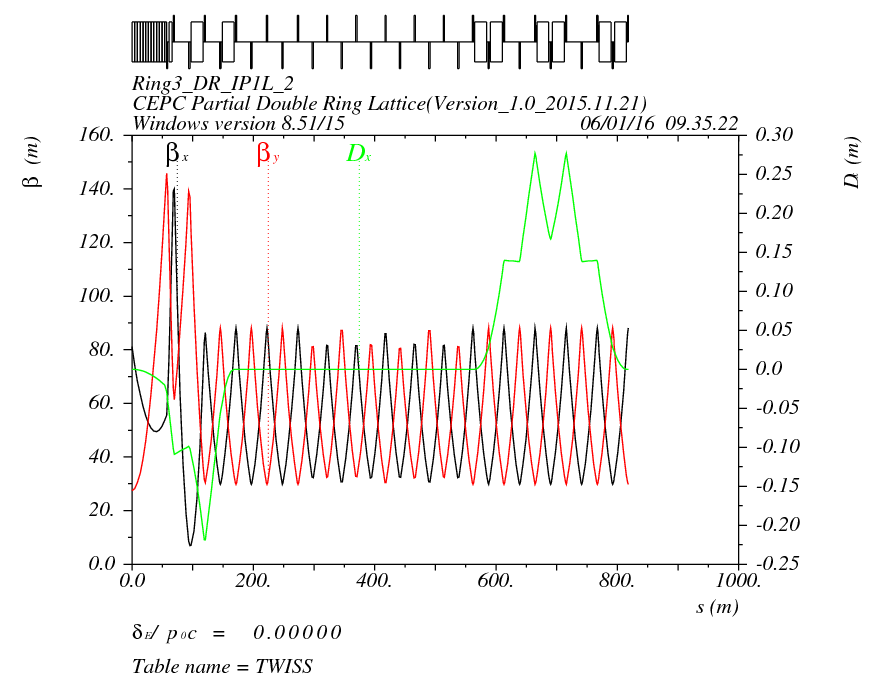 Ring3_DR_IP1L_2
CEPC Partial Double Ring Lattice(Version_1.0_2015.11.21)
Windows version 8.51/15 06/01/16 09.35.22
β (m)
160.
140.
120.
100.
80.
60.
40.
20.
0.0
βx βy Dx
0.30
0.25
0.20
0.15
0.10
0.05
0.0
-0.05
-0.10
-0.15
-0.20
-0.25
Dx (m)
0.0 200. 400. 600. 800. 1000.
s (m)
δE/ p0c = 0.00000
Table name = TWISS